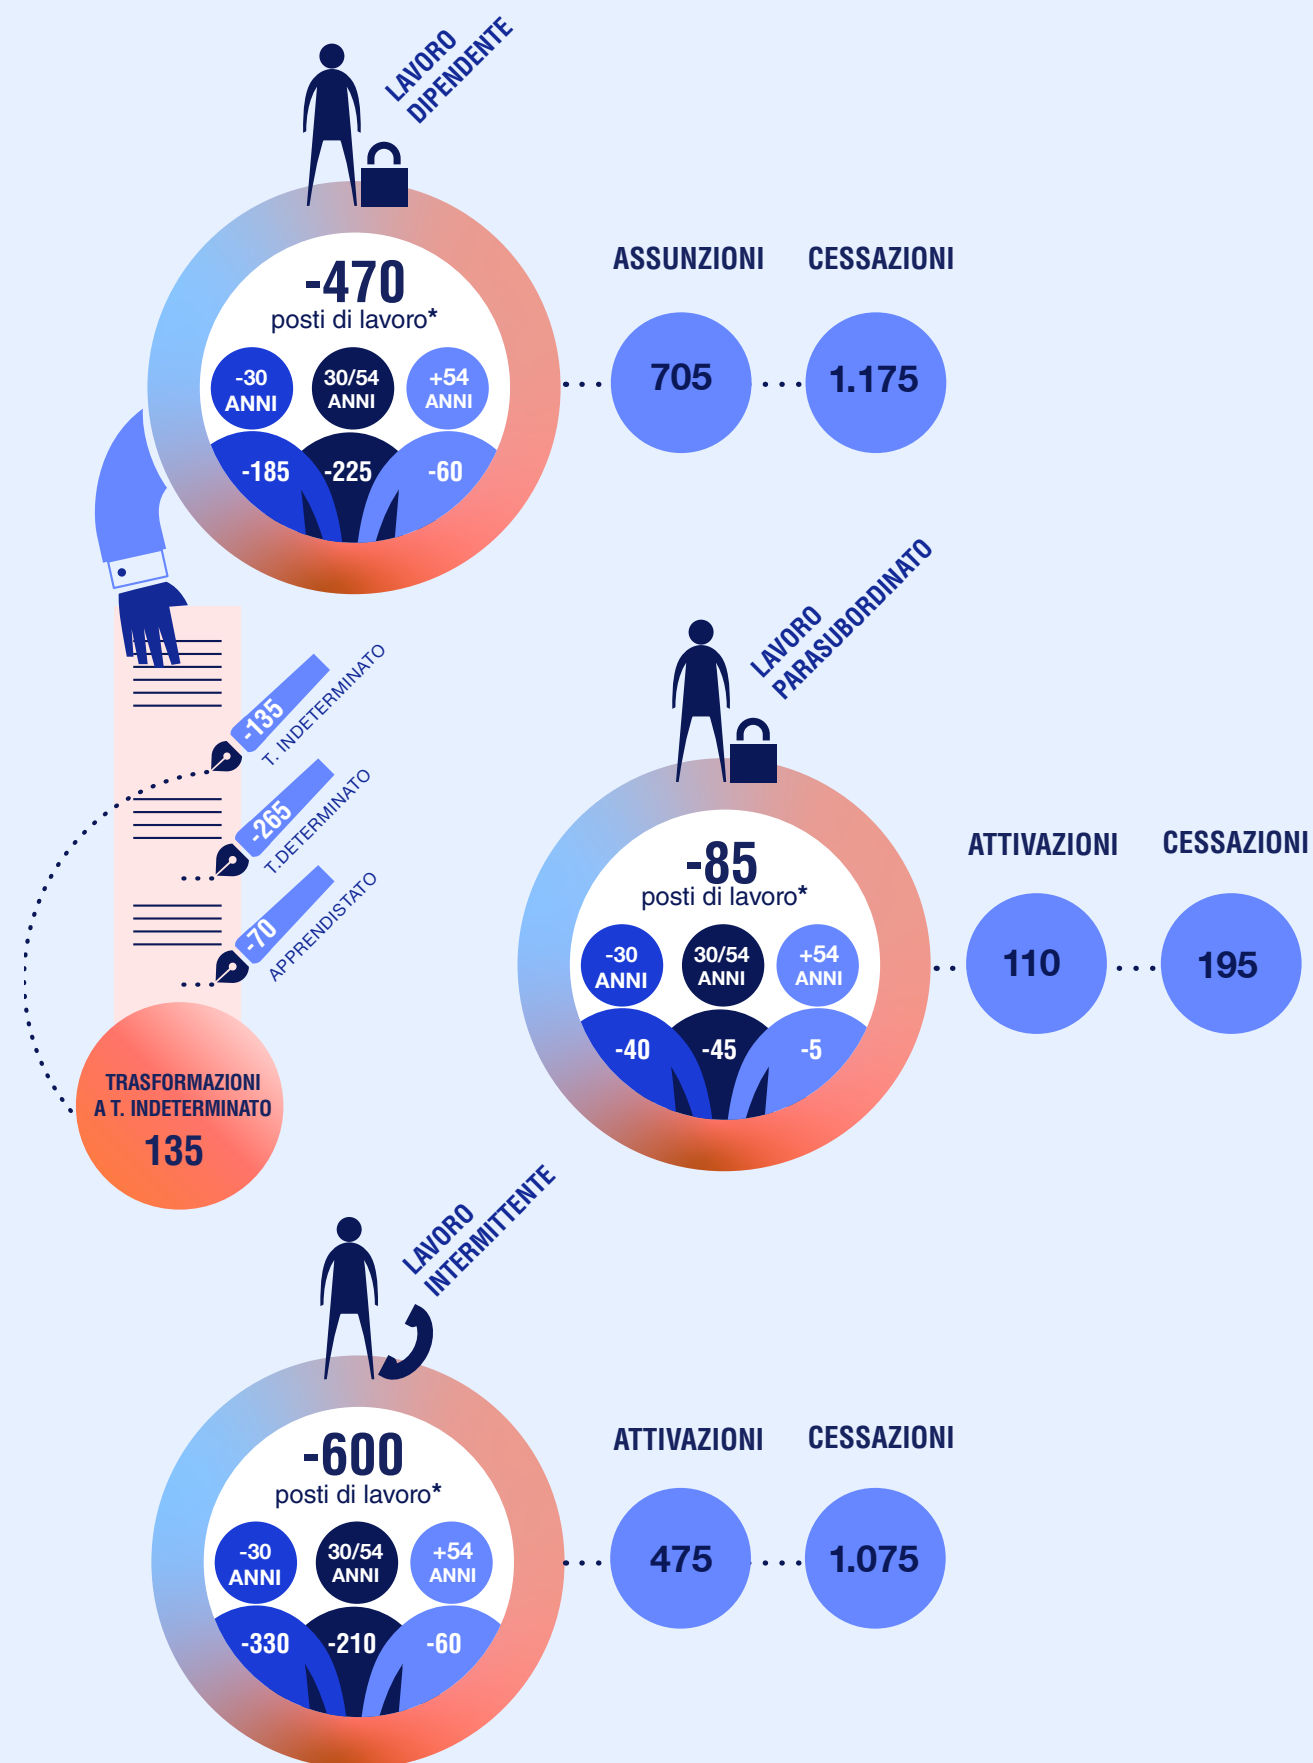 LAVORO
DIPENDENTE
-470
posti di lavoro*
-30
ANNI
30/54
ANNI
+54
ANNI
-185
-225
-60
ASSUNZIONI
CESSAZIONI
705
1.175
-135
T. INDETERMINATO
-265
T.DETERMINATO
-70
APPRENDISTATO
TRASFORMAZIONI
A T. INDETERMINATO
135
LAVORO
PARASUBORDINATO
-85
posti di lavoro*
-30
ANNI
30/54
ANNI
+54
ANNI
-40
-45
-5
ATTIVAZIONI
CESSAZIONI
110
195
LAVORO
INTERMITTENTE
-600
posti di lavoro*
-30
ANNI
30/54
ANNI
+54
ANNI
-330
-210
-60
ATTIVAZIONI
CESSAZIONI
475
1.075